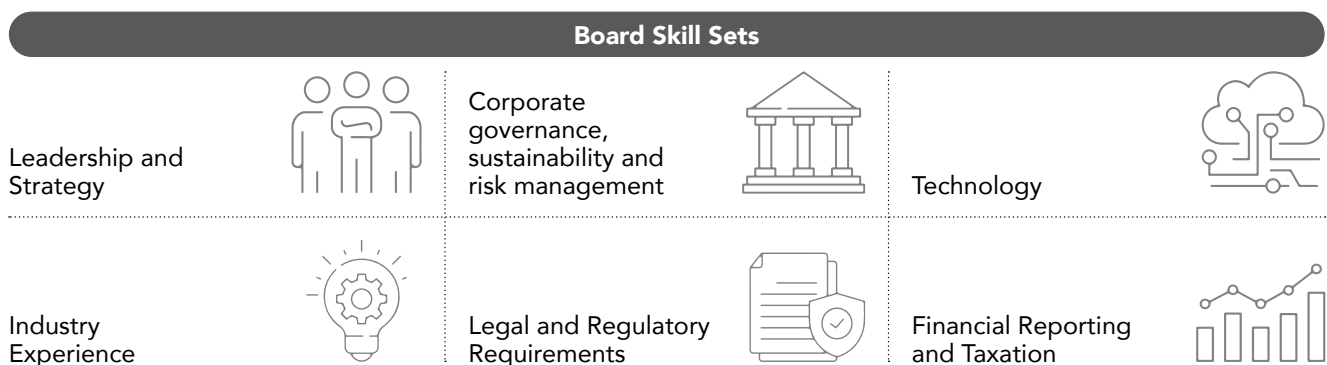 Board Skill Sets
Leadership and
Strategy
Corporate
governance,
sustainability and
risk management
Technology
Industry
Experience
Legal and Regulatory
Requirements
Financial Reporting
and Taxation